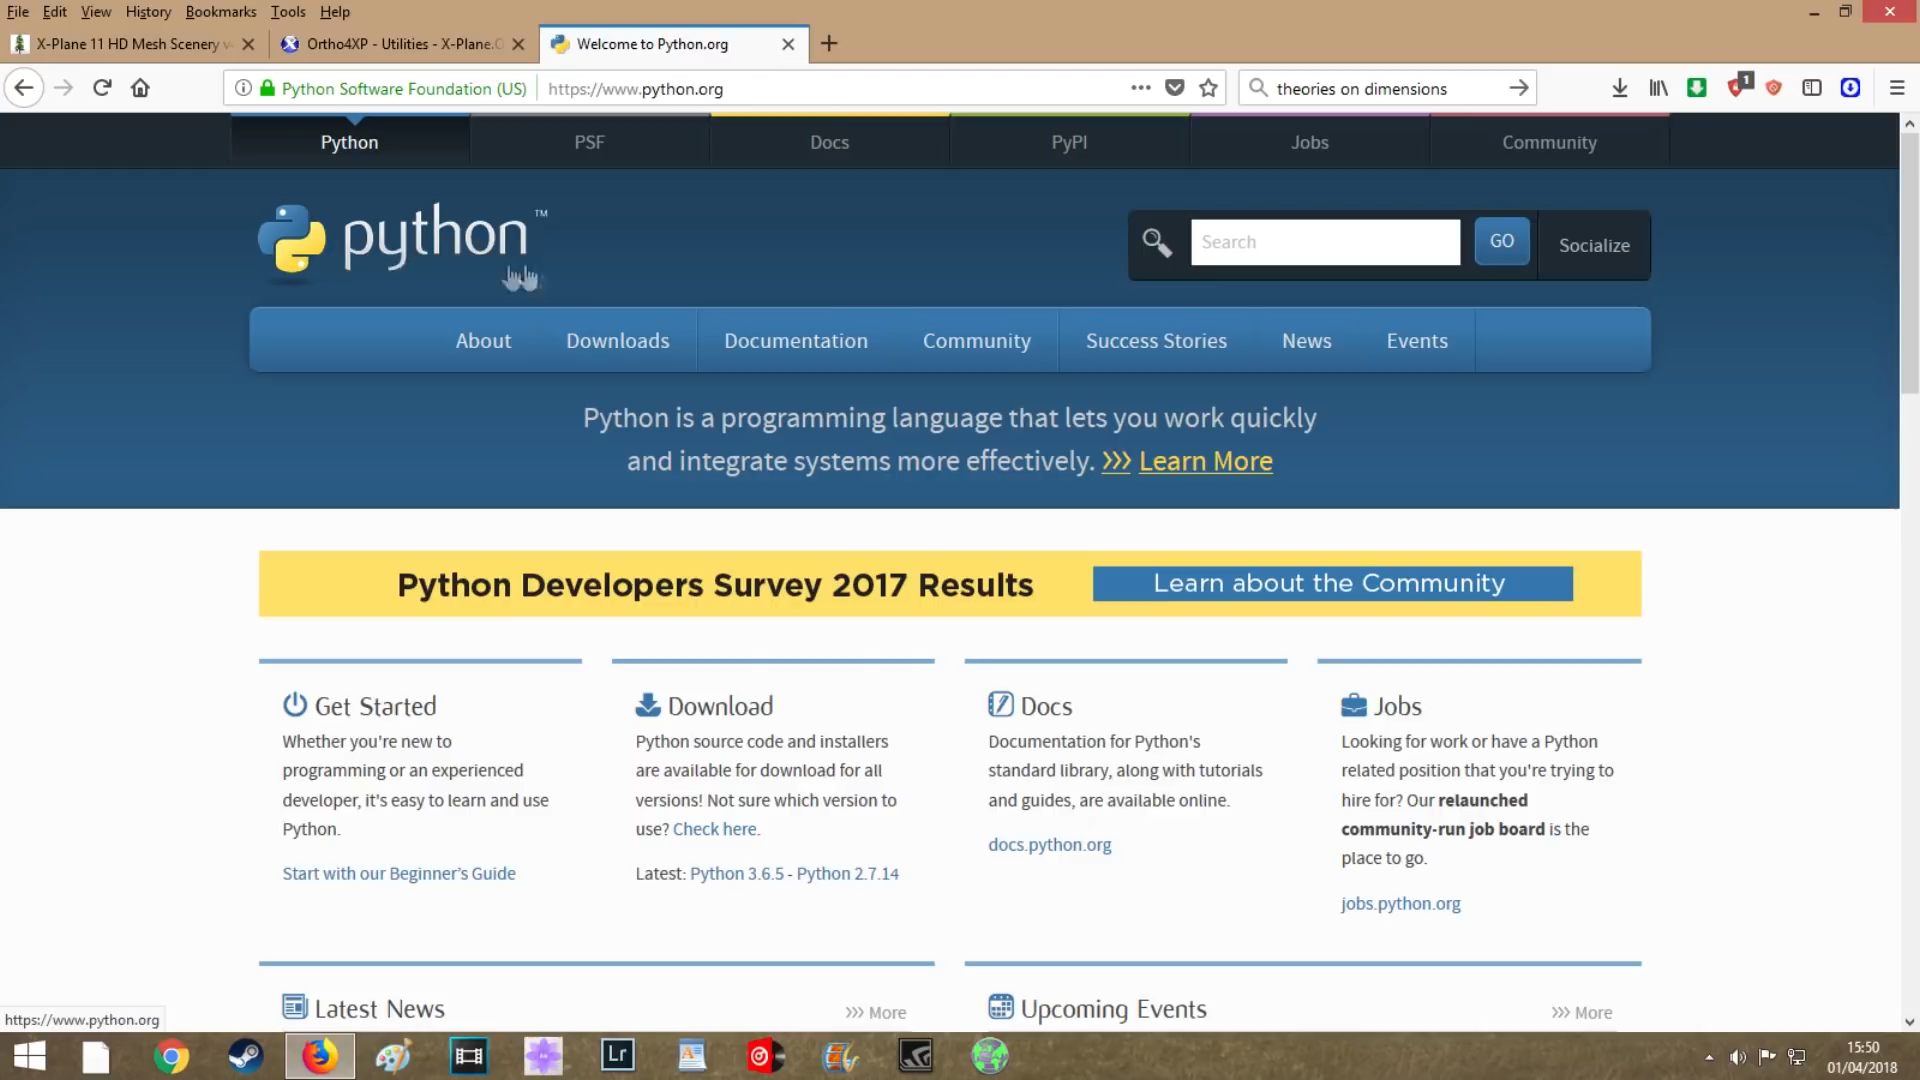 File Edit View History Bookmarks Tools Help
X-Plane 11 HD Mesh Scenery v
Ortho4XP - Utilities - X-Plane.O
Welcome to Python.org
Python Software Foundation (US)
https://www.python.org
theories on dimensions
1
Python PSF Docs PyPI Jobs Community
python™
Search
GO
Socialize
About Downloads Documentation Community Success Stories News Events
Python is a programming language that lets you work quickly
and integrate systems more effectively. >>> Learn More
Python Developers Survey 2017 Results
Learn about the Community
Get Started
Whether you're new to
programming or an experienced
developer, it's easy to learn and use
Python.
Start with our Beginner's Guide
Download
Python source code and installers
are available for download for all
versions! Not sure which version to
use? Check here.
Latest: Python 3.6.5 - Python 2.7.14
Docs
Documentation for Python's
standard library, along with tutorials
and guides, are available online.
docs.python.org
Jobs
Looking for work or have a Python
related position that you're trying to
hire for? Our relaunched
community-run job board is the
place to go.
jobs.python.org
Latest News
>>> More
Upcoming Events
>>> More
https://www.python.org
Lr
15:50
01/04/2018